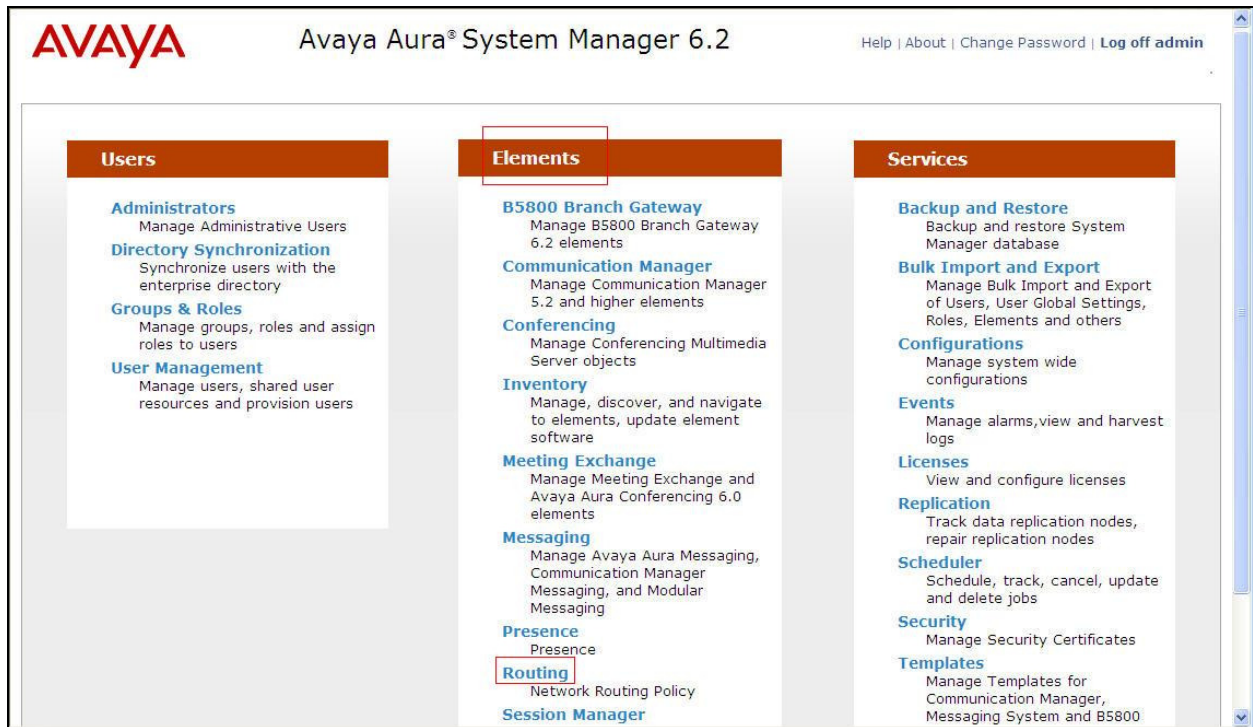 AVAYA
Avaya Aura® System Manager 6.2
Help | About | Change Password | Log off admin
Users
Administrators
Manage Administrative Users
Directory Synchronization
Synchronize users with the
enterprise directory
Groups & Roles
Manage groups, roles and assign
roles to users
User Management
Manage users, shared user
resources and provision users
Elements
B5800 Branch Gateway
Manage B5800 Branch Gateway
6.2 elements
Communication Manager
Manage Communication Manager
5.2 and higher elements
Conferencing
Manage Conferencing Multimedia
Server objects
Inventory
Manage, discover, and navigate
to elements, update element
software
Meeting Exchange
Manage Meeting Exchange and
Avaya Aura Conferencing 6.0
elements
Messaging
Manage Avaya Aura Messaging,
Communication Manager
Messaging, and Modular
Messaging
Presence
Presence
Routing
Network Routing Policy
Session Manager
Services
Backup and Restore
Backup and restore System
Manager database
Bulk Import and Export
Manage Bulk Import and Export
of Users, User Global Settings,
Roles, Elements and others
Configurations
Manage system wide
configurations
Events
Manage alarms,view and harvest
logs
Licenses
View and configure licenses
Replication
Track data replication nodes,
repair replication nodes
Scheduler
Schedule, track, cancel, update
and delete jobs
Security
Manage Security Certificates
Templates
Manage Templates for
Communication Manager,
Messaging System and B5800